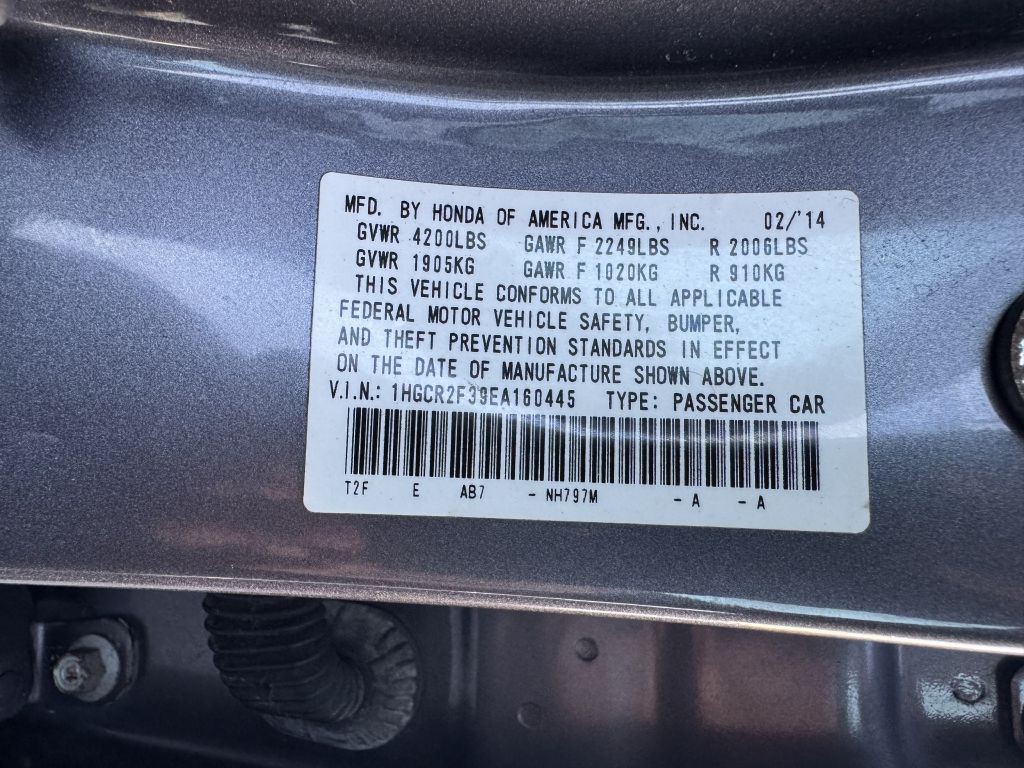 MFD. BY HONDA OF AMERICA MFG., INC. 02/'14
GVWR 4200LBS GAWR F 2249LBS R 2006LBS
GVWR 1905KG GAWR F 1020KG R 910KG
THIS VEHICLE CONFORMS TO ALL APPLICABLE
FEDERAL MOTOR VEHICLE SAFETY, BUMPER,
AND THEFT PREVENTION STANDARDS IN EFFECT
ON THE DATE OF MANUFACTURE SHOWN ABOVE.
V.I.N.: 1HGCR2F39EA160445 TYPE: PASSENGER CAR
T2F E AB7 - NH797M - A - A